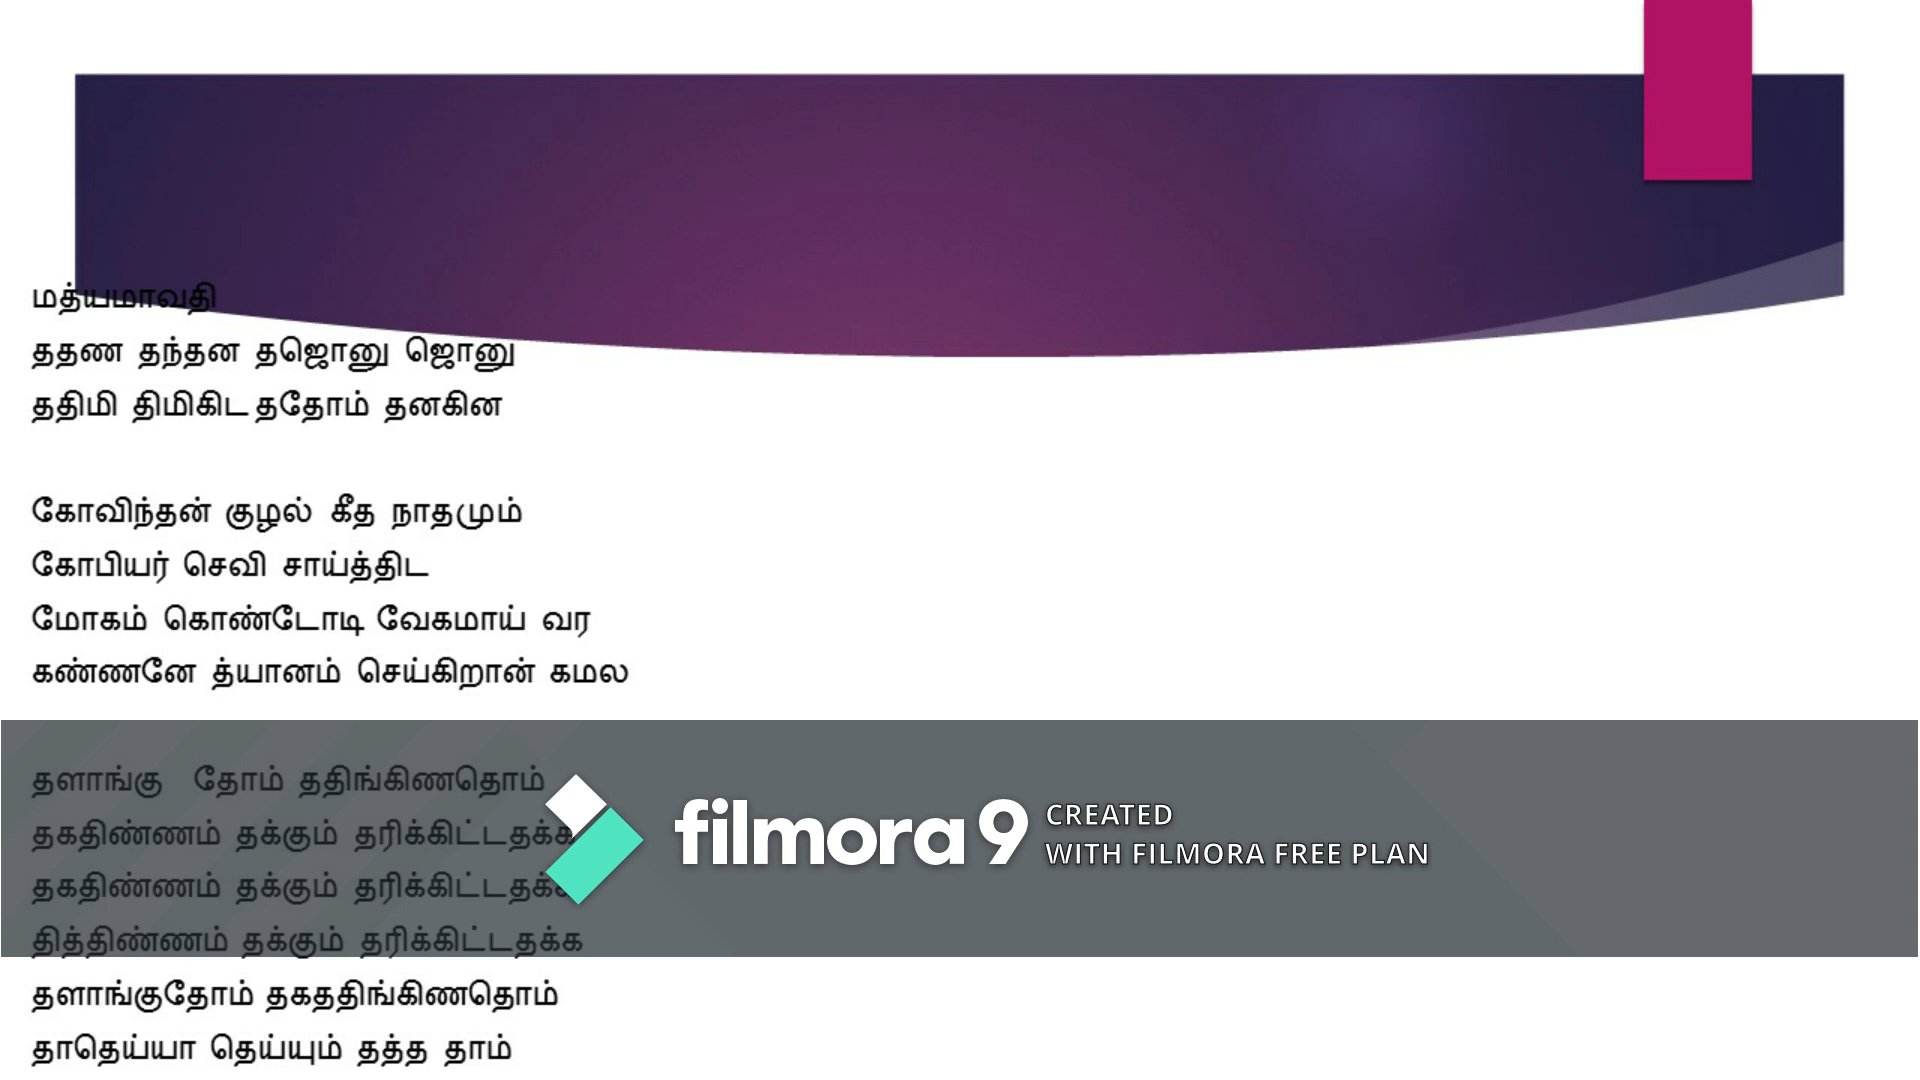 மத்யமாவதி
ததண தந்தன தஜொனு ஜொனு
ததிமி திமிகிட ததோம் தனகின
கோவிந்தன் குழல் கீத நாதமும்
கோபியர் செவி சாய்த்திட
மோகம் கொண்டோடி வேகமாய் வர
கண்ணனே த்யானம் செய்கிறான் கமல
தளாங்கு தோம் ததிங்கிணதொம்
தகதிண்ணம் தக்கும் தரிக்கிட்டதக்க
தகதிண்ணம் தக்கும் தரிக்கிட்டதக்க
தித்திண்ணம் தக்கும் தரிக்கிட்டதக்க
தளாங்குதோம் தகததிங்கிணதொம்
தாதெய்யா தெய்யும் தத்த தாம்
filmora 9 CREATED
WITH FILMORA FREE PLAN